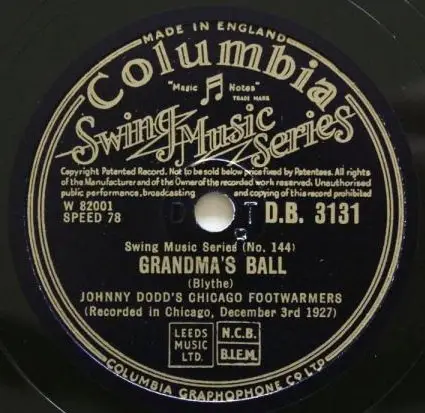 MADE IN ENGLAND
Columbia
"Music Notes"
TRADE MARK
Swing Music
Series
Copyright Patented Record. Not to be sold below price fixed by Patentees. All rights
of the Manufacturer and of the Owner of the recorded work reserved. Unauthorised
public performance, broadcasting and copying of this record prohibited
W 82001
SPEED 78
D.B. 3131
Swing Music Series (No. 144)
GRANDMA'S BALL
(Blythe)
JOHNNY DODD'S CHICAGO FOOTWARMERS
(Recorded in Chicago, December 3rd 1927)
LEEDS
MUSIC
LTD.
N.C.B.
B.I.E.M.
COLUMBIA GRAPHOPHONE CO LTD